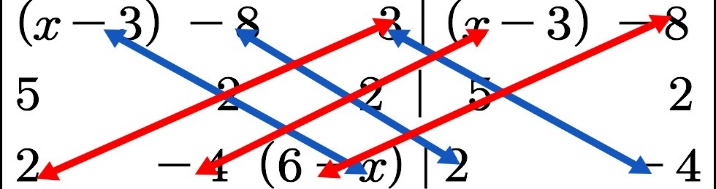 (x − 3) − 8 3 | (x − 3) − 8
5 2 2 | 5 2
2 − 4 (6 − x) | 2 − 4